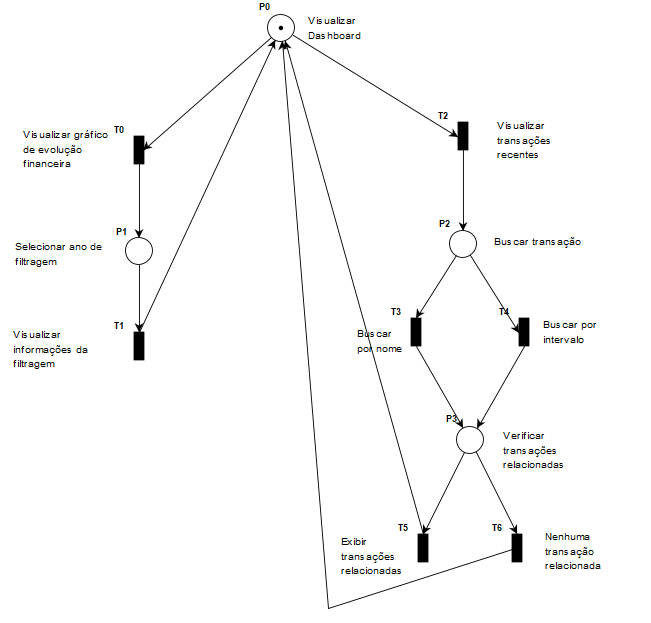 P0
Visualizar
Dashboard
T0
Visualizar gráfico
de evolução
financeira
T2
Visualizar
transações
recentes
P1
Selecionar ano de
filtragem
P2
Buscar transação
T1
Visualizar
informações da
filtragem
T3
Buscar
por nome
T4
Buscar por
intervalo
P3
Verificar
transações
relacionadas
T5
Exibir
transações
relacionadas
T6
Nenhuma
transação
relacionada